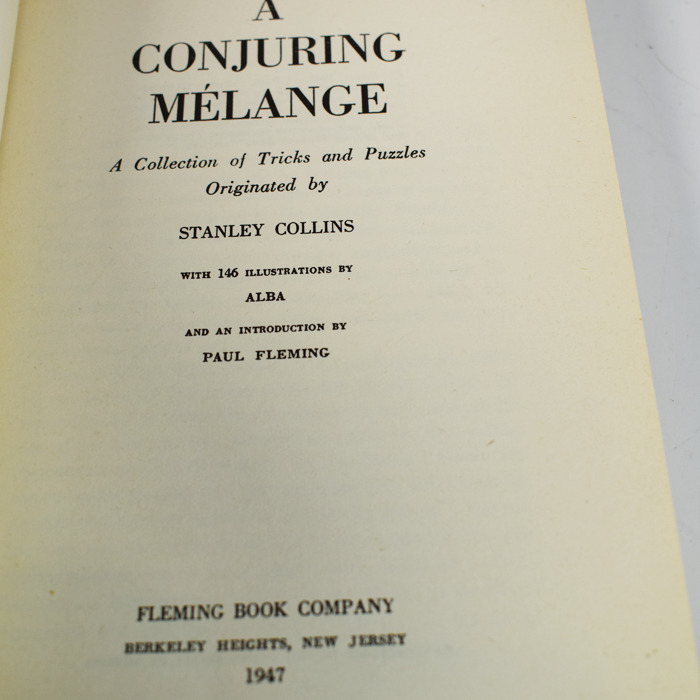 A
CONJURING
MÉLANGE
A Collection of Tricks and Puzzles
Originated by
STANLEY COLLINS
WITH 146 ILLUSTRATIONS BY
ALBA
AND AN INTRODUCTION BY
PAUL FLEMING
FLEMING BOOK COMPANY
BERKELEY HEIGHTS, NEW JERSEY
1947